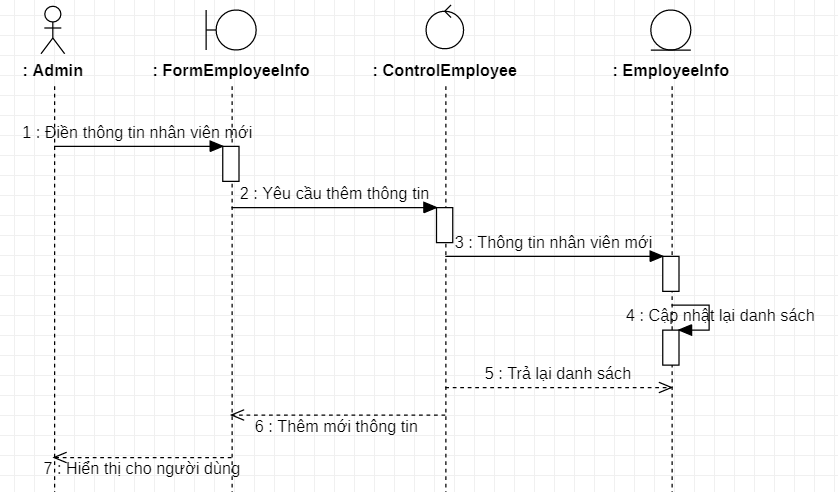 : Admin
: FormEmployeeInfo
: ControlEmployee
: EmployeeInfo
1 : Điền thông tin nhân viên mới
2 : Yêu cầu thêm thông tin
3 : Thông tin nhân viên mới
4 : Cập nhật lại danh sách
5 : Trả lại danh sách
6 : Thêm mới thông tin
7 : Hiển thị cho người dùng